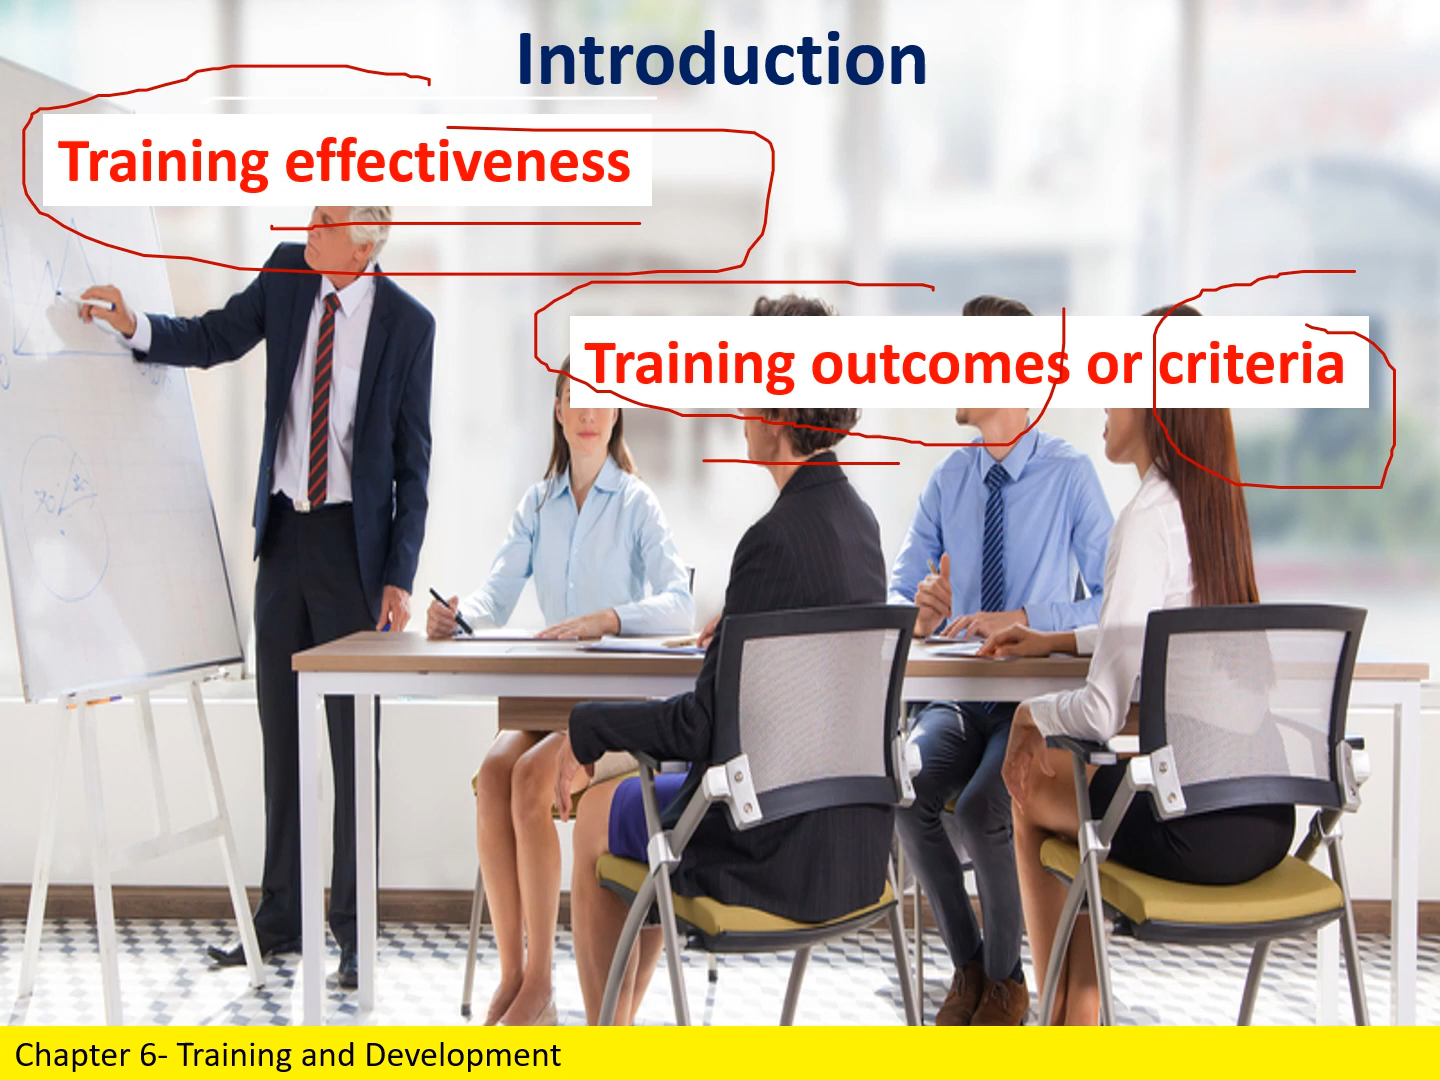 Introduction
Training effectiveness
Training outcomes or criteria
Chapter 6- Training and Development